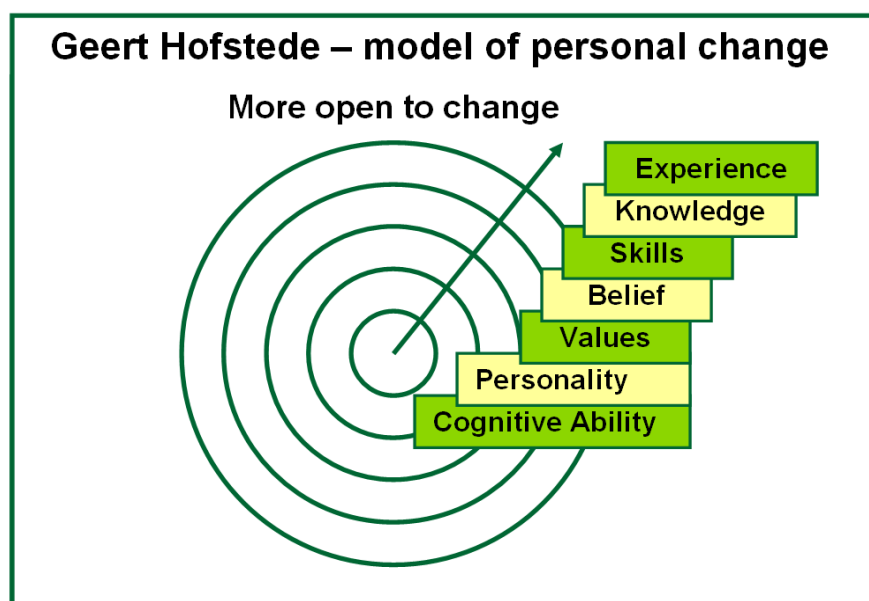 Geert Hofstede – model of personal change
More open to change
Experience
Knowledge
Skills
Belief
Values
Personality
Cognitive Ability